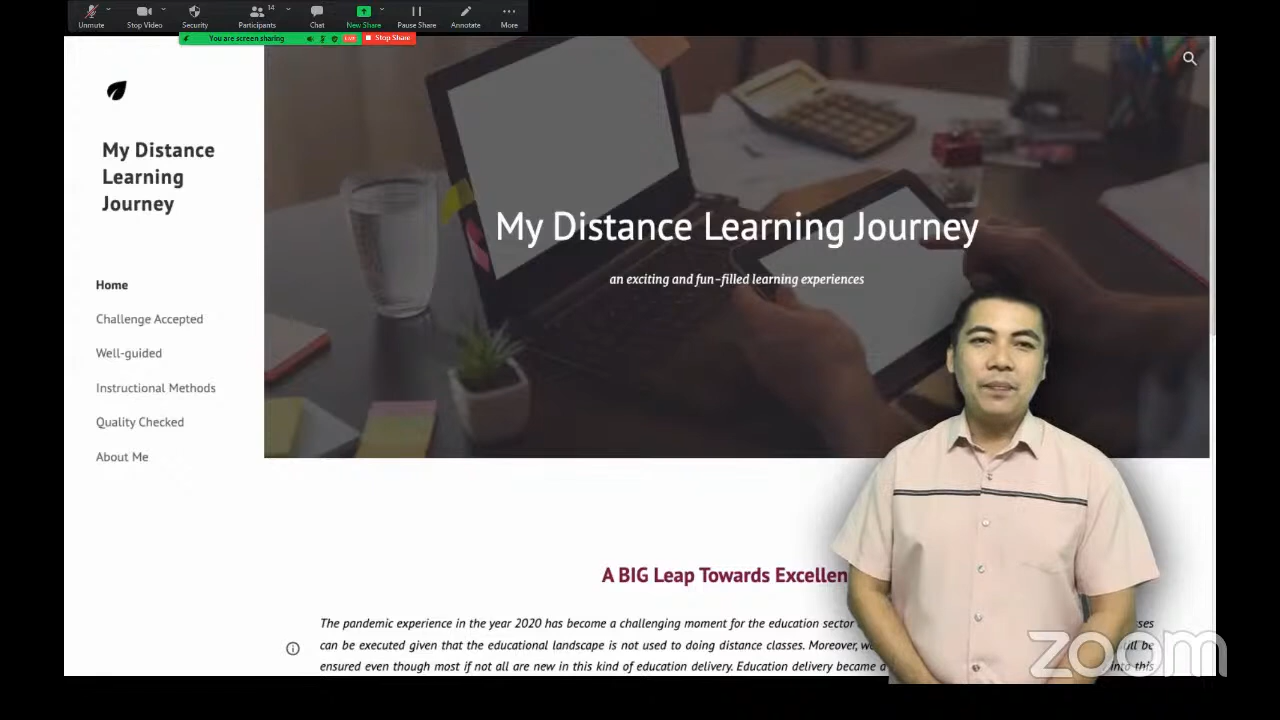 Unmute
Stop Video
Security
Participants
14
Chat
New Share
Pause Share
Annotate
More
You are screen sharing
LIVE
Stop Share
My Distance
Learning
Journey
Home
Challenge Accepted
Well-guided
Instructional Methods
Quality Checked
About Me
My Distance Learning Journey
an exciting and fun-filled learning experiences
A BIG Leap Towards Excellen
The pandemic experience in the year 2020 has become a challenging moment for the education sector
can be executed given that the educational landscape is not used to doing distance classes. Moreover, we
ensured even though most if not all are new in this kind of education delivery. Education delivery became a
into this
zoom